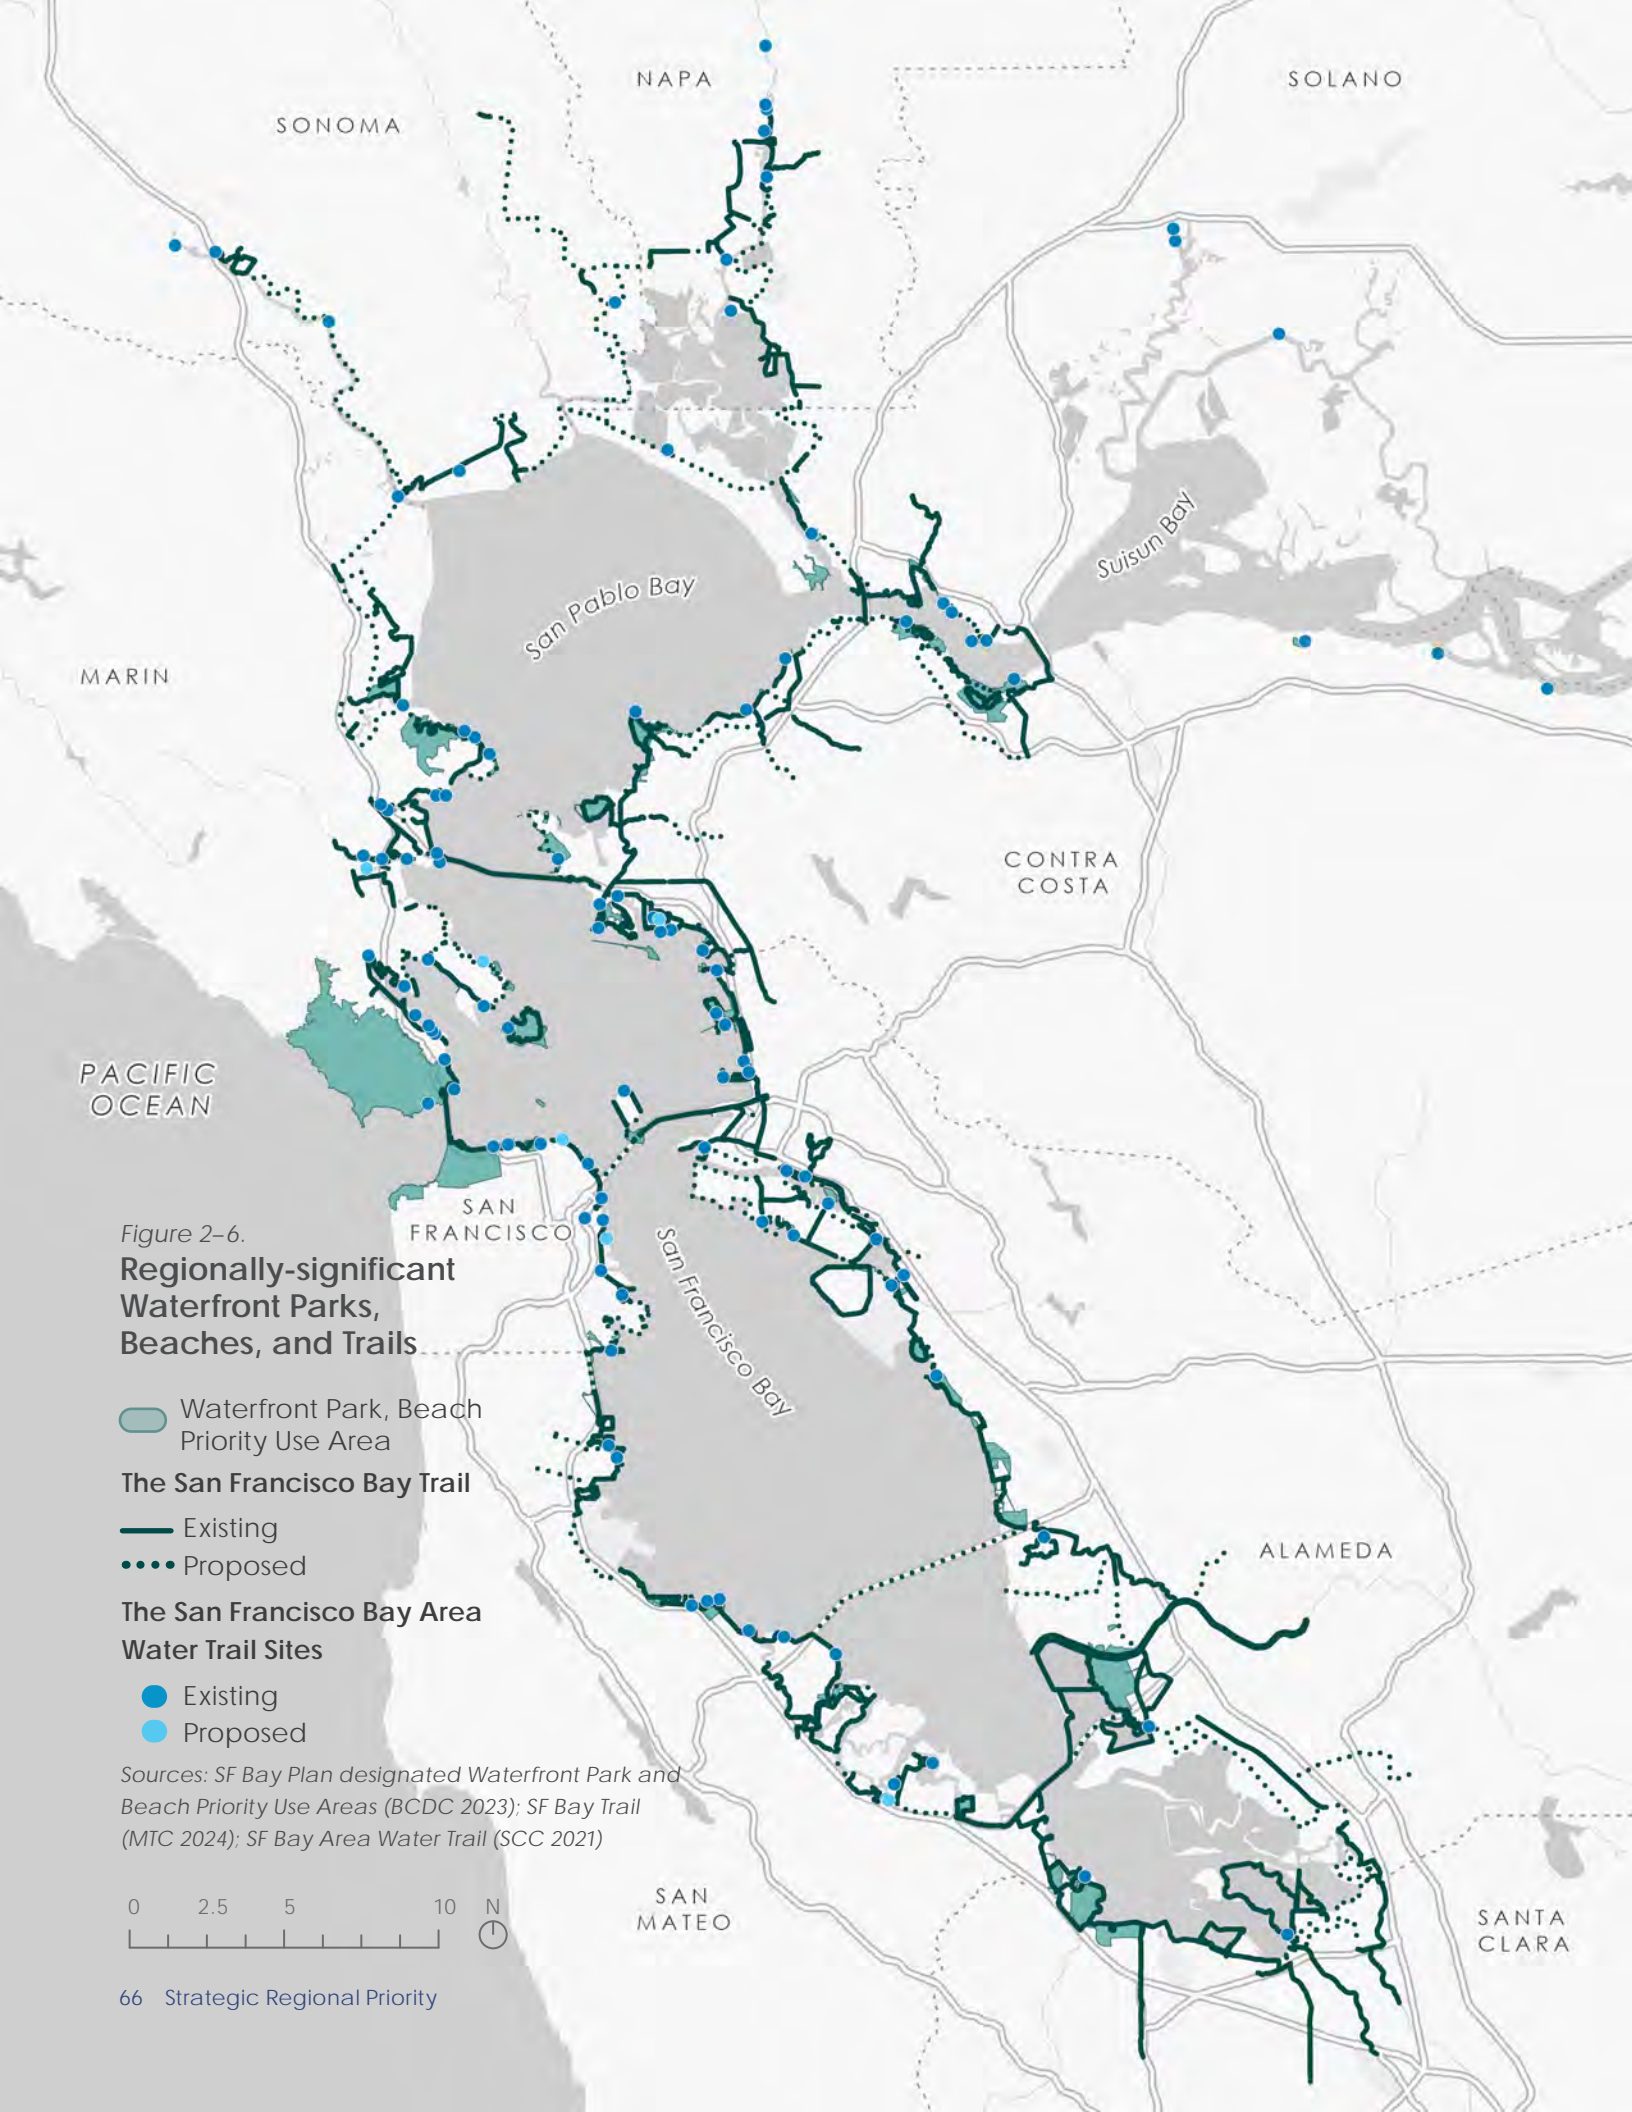 NAPA
SOLANO
SONOMA
Suisun Bay
San Pablo Bay
MARIN
CONTRA
COSTA
PACIFIC
OCEAN
SAN
FRANCISCO
San Francisco Bay
Figure 2–6.
Regionally-significant
Waterfront Parks,
Beaches, and Trails
Waterfront Park, Beach
Priority Use Area
The San Francisco Bay Trail
Existing
Proposed
The San Francisco Bay Area
Water Trail Sites
Existing
Proposed
Sources: SF Bay Plan designated Waterfront Park and
Beach Priority Use Areas (BCDC 2023); SF Bay Trail
(MTC 2024); SF Bay Area Water Trail (SCC 2021)
ALAMEDA
SAN
MATEO
SANTA
CLARA
0 2.5 5 10 N
66 Strategic Regional Priority